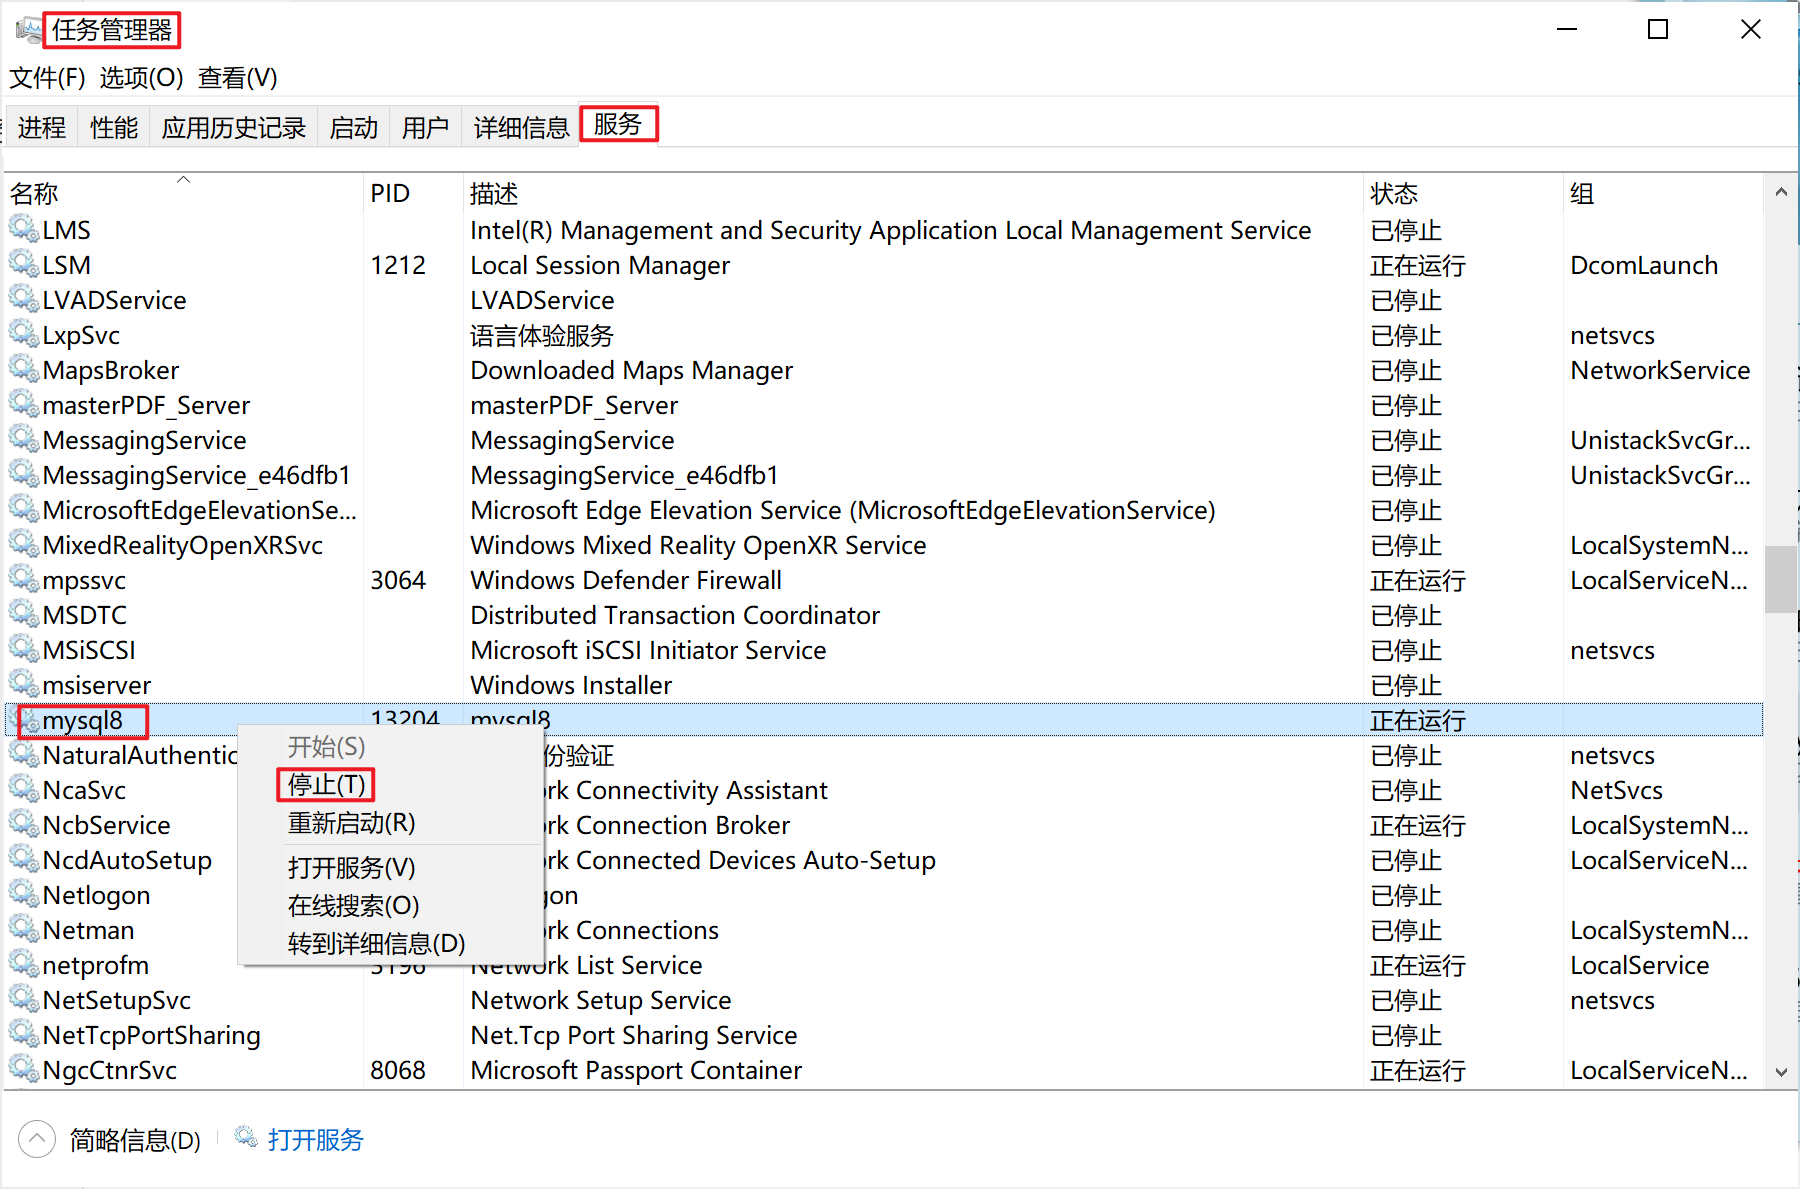 任务管理器
文件(F) 选项(O) 查看(V)
进程 性能 应用历史记录 启动 用户 详细信息 服务
名称 PID 描述 状态 组
LMS Intel(R) Management and Security Application Local Management Service 已停止
LSM 1212 Local Session Manager 正在运行 DcomLaunch
LVADService LVADService 已停止
LxpSvc 语言体验服务 已停止 netsvcs
MapsBroker Downloaded Maps Manager 已停止 NetworkService
masterPDF_Server masterPDF_Server 已停止
MessagingService MessagingService 已停止 UnistackSvcGr...
MessagingService_e46dfb1 MessagingService_e46dfb1 已停止 UnistackSvcGr...
MicrosoftEdgeElevationSe... Microsoft Edge Elevation Service (MicrosoftEdgeElevationService) 已停止
MixedRealityOpenXRSvc Windows Mixed Reality OpenXR Service 已停止 LocalSystemN...
mpssvc 3064 Windows Defender Firewall 正在运行 LocalServiceN...
MSDTC Distributed Transaction Coordinator 已停止
MSiSCSI Microsoft iSCSI Initiator Service 已停止 netsvcs
msiserver Windows Installer 已停止
mysql8 13204 mysql8 正在运行
NaturalAuthentic 份验证 已停止 netsvcs
NcaSvc rk Connectivity Assistant 已停止 NetSvcs
NcbService rk Connection Broker 正在运行 LocalSystemN...
NcdAutoSetup rk Connected Devices Auto-Setup 已停止 LocalServiceN...
Netlogon gon 已停止
Netman rk Connections 已停止 LocalSystemN...
netprofm 3196 Network List Service 正在运行 LocalService
NetSetupSvc Network Setup Service 已停止 netsvcs
NetTcpPortSharing Net.Tcp Port Sharing Service 已停止
NgcCtnrSvc 8068 Microsoft Passport Container 正在运行 LocalServiceN...
开始(S)
停止(T)
重新启动(R)
打开服务(V)
在线搜索(O)
转到详细信息(D)
简略信息(D) 打开服务